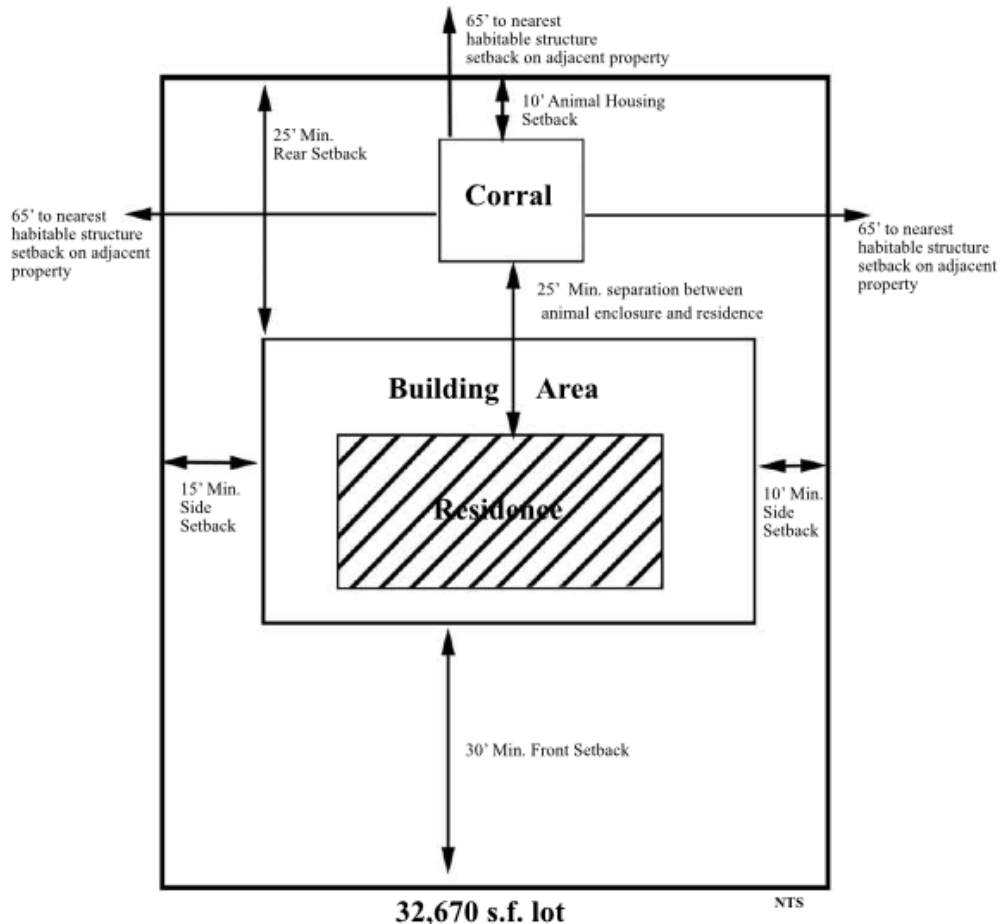 65’ to nearest
habitable structure
setback on adjacent property
10’ Animal Housing
Setback
25’ Min.
Rear Setback
Corral
65’ to nearest
habitable structure
setback on adjacent
property
65’ to nearest
habitable structure
setback on adjacent
property
25’ Min. separation between
animal enclosure and residence
Building Area
Residence
15’ Min.
Side
Setback
10’ Min.
Side
Setback
30’ Min. Front Setback
32,670 s.f. lot
NTS